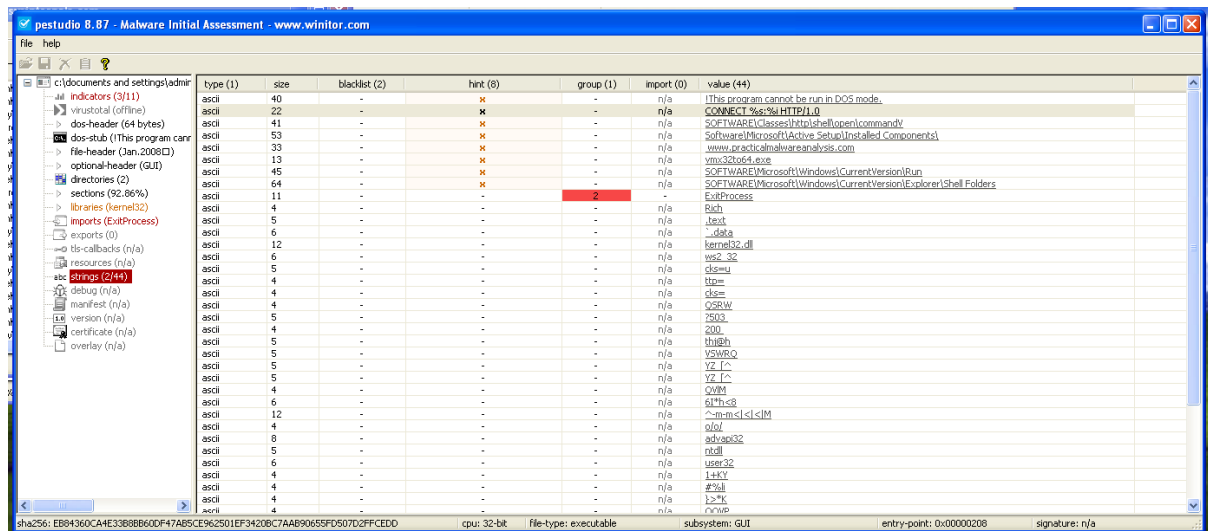 pestudio 8.87 - Malware Initial Assessment - www.winitor.com
file help
c:\documents and settings\admir
indicators (3/11)
virustotal (offline)
dos-header (64 bytes)
dos-stub (!This program canr
file-header (Jan.2008□)
optional-header (GUI)
directories (2)
sections (92.86%)
libraries (kernel32)
imports (ExitProcess)
exports (0)
tls-callbacks (n/a)
resources (n/a)
abc strings (2/44)
debug (n/a)
manifest (n/a)
1.0 version (n/a)
certificate (n/a)
overlay (n/a)
type (1) size blacklist (2) hint (8) group (1) import (0) value (44)
ascii 40 - x - n/a !This program cannot be run in DOS mode.
ascii 22 - x - n/a CONNECT %s:%i HTTP/1.0
ascii 41 - x - n/a SOFTWARE\Classes\http\shell\open\commandV
ascii 53 - x - n/a Software\Microsoft\Active Setup\Installed Components\
ascii 33 - x - n/a www.practicalmalwareanalysis.com
ascii 13 - x - n/a vmx32to64.exe
ascii 45 - x - n/a SOFTWARE\Microsoft\Windows\CurrentVersion\Run
ascii 64 - x - n/a SOFTWARE\Microsoft\Windows\CurrentVersion\Explorer\Shell Folders
ascii 11 - - 2 - ExitProcess
ascii 4 - - - n/a Rich
ascii 5 - - - n/a .text
ascii 6 - - - n/a `.data
ascii 12 - - - n/a kernel32.dll
ascii 6 - - - n/a ws2_32
ascii 5 - - - n/a cks=u
ascii 4 - - - n/a ttp=
ascii 4 - - - n/a cks=
ascii 4 - - - n/a QSRW
ascii 5 - - - n/a ?503
ascii 4 - - - n/a 200
ascii 5 - - - n/a thj@h
ascii 5 - - - n/a VSWRQ
ascii 5 - - - n/a YZ_[^
ascii 5 - - - n/a YZ_[^
ascii 4 - - - n/a QVlM
ascii 6 - - - n/a 6I*h<8
ascii 12 - - - n/a ^-m-m<|<|<|M
ascii 4 - - - n/a o/o/
ascii 8 - - - n/a advapi32
ascii 5 - - - n/a ntdll
ascii 6 - - - n/a user32
ascii 4 - - - n/a 1+KY
ascii 4 - - - n/a #%li
ascii 4 - - - n/a }>*K
ascii 4 - - - n/a
sha256: EB84360CA4E33B8BB60DF47AB5CE962501EF3420BC7AAB90655FD507D2FFCEDD cpu: 32-bit file-type: executable subsystem: GUI entry-point: 0x00000208 signature: n/a